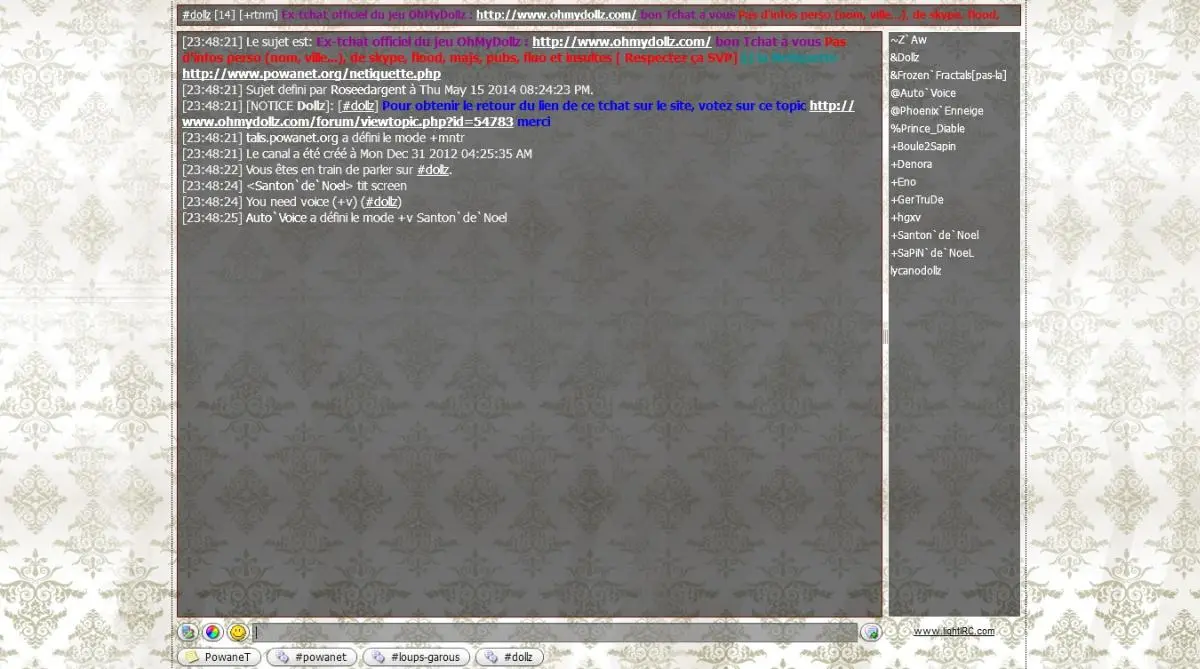 #dollz [14] [+rtnm] Ex-tchat officiel du jeu OhMyDollz : http://www.ohmydollz.com/ bon Tchat à vous Pas d'infos perso (nom, ville...), de skype, flood,
[23:48:21] Le sujet est: Ex-tchat officiel du jeu OhMyDollz : http://www.ohmydollz.com/ bon Tchat à vous Pas
d'infos perso (nom, ville...), de skype, flood, majs, pubs, fluo et insultes [ Respecter ça SVP]
http://www.powanet.org/netiquette.php
[23:48:21] Sujet defini par Roseedargent à Thu May 15 2014 08:24:23 PM.
[23:48:21] [NOTICE Dollz]: [#dollz] Pour obtenir le retour du lien de ce tchat sur le site, votez sur ce topic http://
www.ohmydollz.com/forum/viewtopic.php?id=54783 merci
[23:48:21] talis.powanet.org a défini le mode +mntr
[23:48:21] Le canal a été créé à Mon Dec 31 2012 04:25:35 AM
[23:48:22] Vous êtes en train de parler sur #dollz.
[23:48:24] <Santon`de`Noel> tit screen
[23:48:24] You need voice (+v) (#dollz)
[23:48:25] Auto`Voice a défini le mode +v Santon`de`Noel
~Z`Aw
&Dollz
&Frozen`Fractals[pas-la]
@Auto`Voice
@Phoenix`Enneige
%Prince_Diable
+Boule2Sapin
+Denora
+Eno
+GerTruDe
+hgxv
+Santon`de`Noel
+SaPiN`de`NoeL
lycanodollz
www.lightIRC.com
PowaneT
#powanet
#loups-garous
#dollz